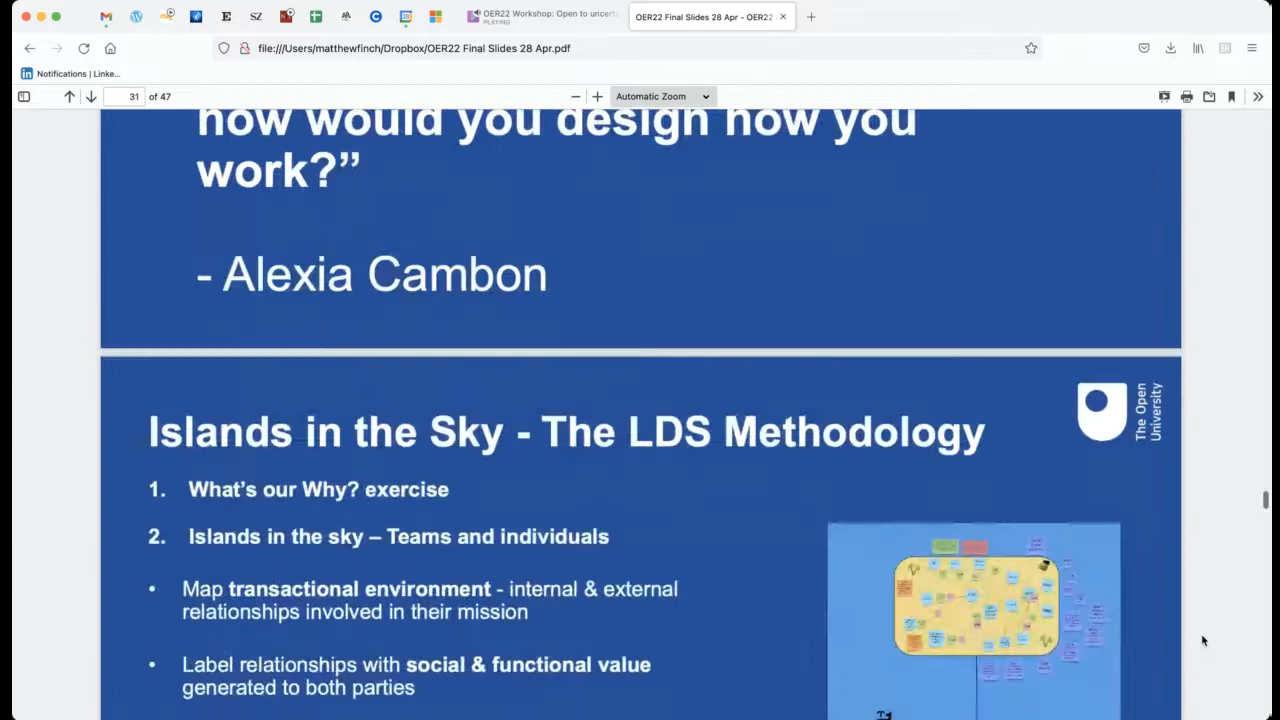 OER22 Workshop: Open to uncerta
PLAYING
OER22 Final Slides 28 Apr - OER22
file:///Users/matthewfinch/Dropbox/OER22 Final Slides 28 Apr.pdf
Notifications | Linke...
31 of 47
Automatic Zoom
how would you design how you
work?”
- Alexia Cambon
The Open
University
Islands in the Sky - The LDS Methodology
1. What’s our Why? exercise
2. Islands in the sky – Teams and individuals
• Map transactional environment - internal & external
relationships involved in their mission
• Label relationships with social & functional value
generated to both parties